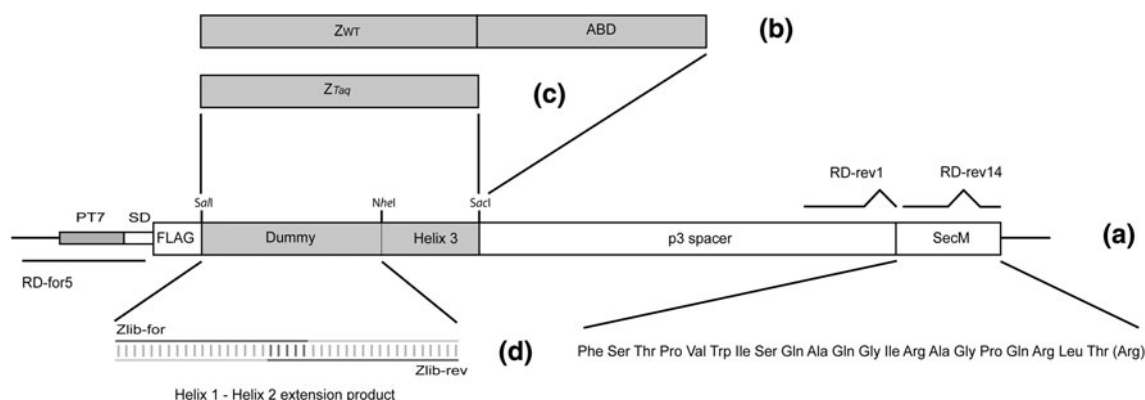 ZWT ABD (b)
ZTaq (c)
RD-rev1 RD-rev14
SalI NheI SacI
PT7 SD
FLAG Dummy Helix 3 p3 spacer SecM (a)
RD-for5
Zlib-for
(d)
Phe Ser Thr Pro Val Trp Ile Ser Gln Ala Gln Gly Ile Arg Ala Gly Pro Gln Arg Leu Thr (Arg)
Zlib-rev
Helix 1 - Helix 2 extension product